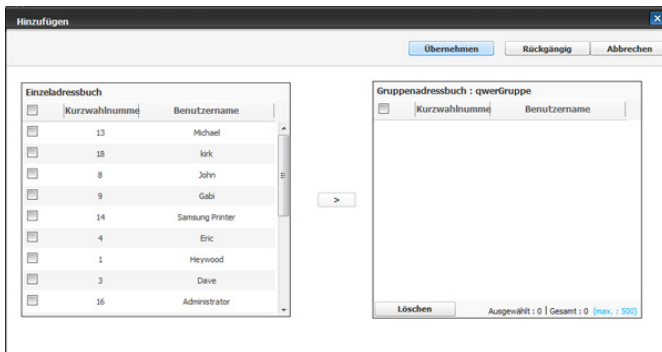 Hinzufügen
Übernehmen Rückgängig Abbrechen
Einzeladressbuch
Kurzwahlnumme Benutzername
13 Michael
18 kirk
8 John
9 Gabi
14 Samsung Printer
4 Eric
1 Heywood
3 Dave
16 Administrator
>
Gruppenadressbuch : qwerGruppe
Kurzwahlnumme Benutzername
Löschen Ausgewählt : 0 | Gesamt : 0 (max. : 500)